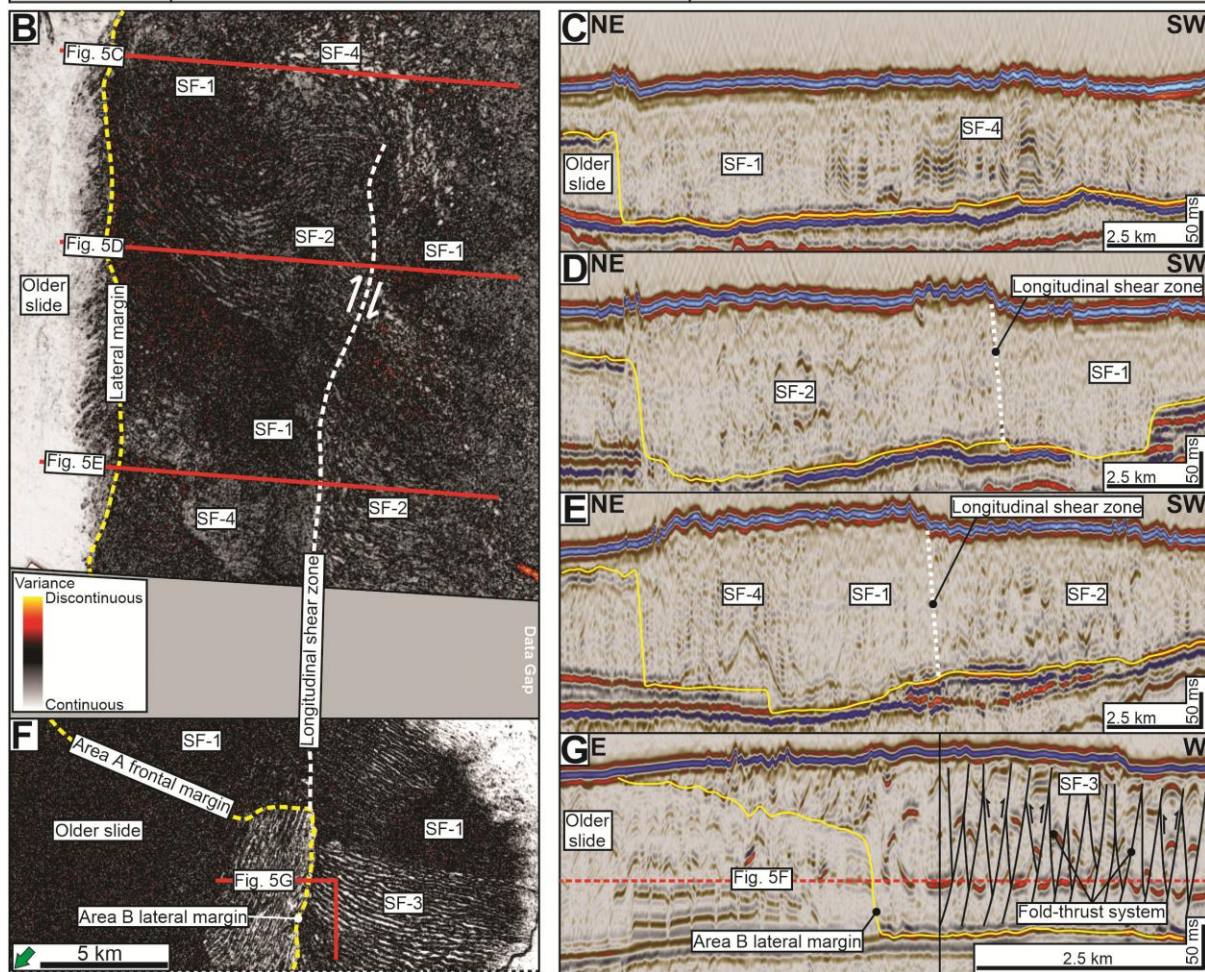 B
Fig. 5C
SF-4
SF-1
Fig. 5D
SF-2
SF-1
Older
slide
Lateral margin
SF-1
Fig. 5E
SF-4
SF-2
Variance
Discontinuous
Continuous
Longitudinal shear zone
Data Gap
F
SF-1
Area A frontal margin
Older slide
SF-1
Fig. 5G
SF-3
Area B lateral margin
5 km
C NE SW
SF-4
Older
slide
SF-1
2.5 km
50 ms
D NE SW
Longitudinal shear zone
SF-2
SF-1
2.5 km
50 ms
E NE SW
Longitudinal shear zone
SF-4
SF-1
SF-2
2.5 km
50 ms
G E W
SF-3
Older
slide
Fig. 5F
Fold-thrust system
Area B lateral margin
2.5 km
50 ms